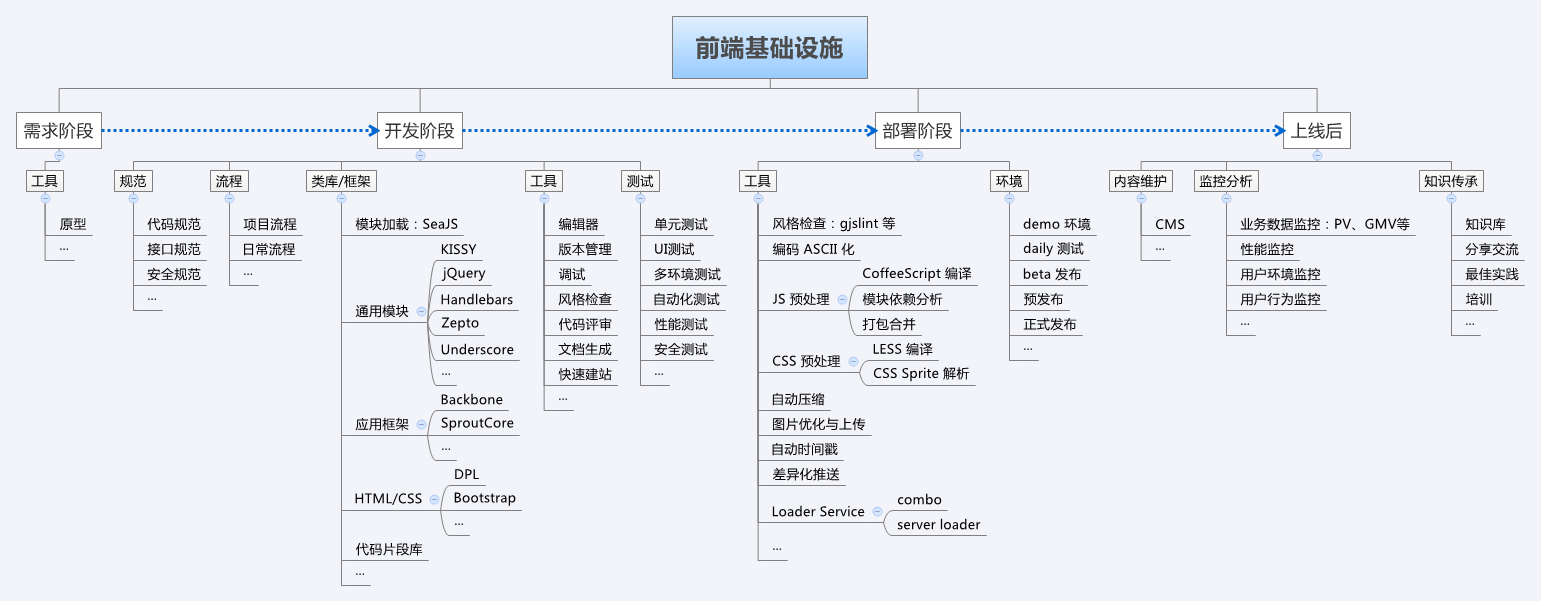 前端基础设施
需求阶段
开发阶段
部署阶段
上线后
工具
原型
...
规范
代码规范
接口规范
安全规范
...
流程
项目流程
日常流程
...
类库/框架
模块加载：SeaJS
通用模块
KISSY
jQuery
Handlebars
Zepto
Underscore
...
应用框架
Backbone
SproutCore
...
HTML/CSS
DPL
Bootstrap
...
代码片段库
...
工具
编辑器
版本管理
调试
风格检查
代码评审
文档生成
快速建站
...
测试
单元测试
UI测试
多环境测试
自动化测试
性能测试
安全测试
...
工具
风格检查：gjslint 等
编码 ASCII 化
JS 预处理
CoffeeScript 编译
模块依赖分析
打包合并
CSS 预处理
LESS 编译
CSS Sprite 解析
自动压缩
图片优化与上传
自动时间戳
差异化推送
Loader Service
combo
server loader
...
环境
demo 环境
daily 测试
beta 发布
预发布
正式发布
...
内容维护
CMS
...
监控分析
业务数据监控：PV、GMV等
性能监控
用户环境监控
用户行为监控
...
知识传承
知识库
分享交流
最佳实践
培训
...